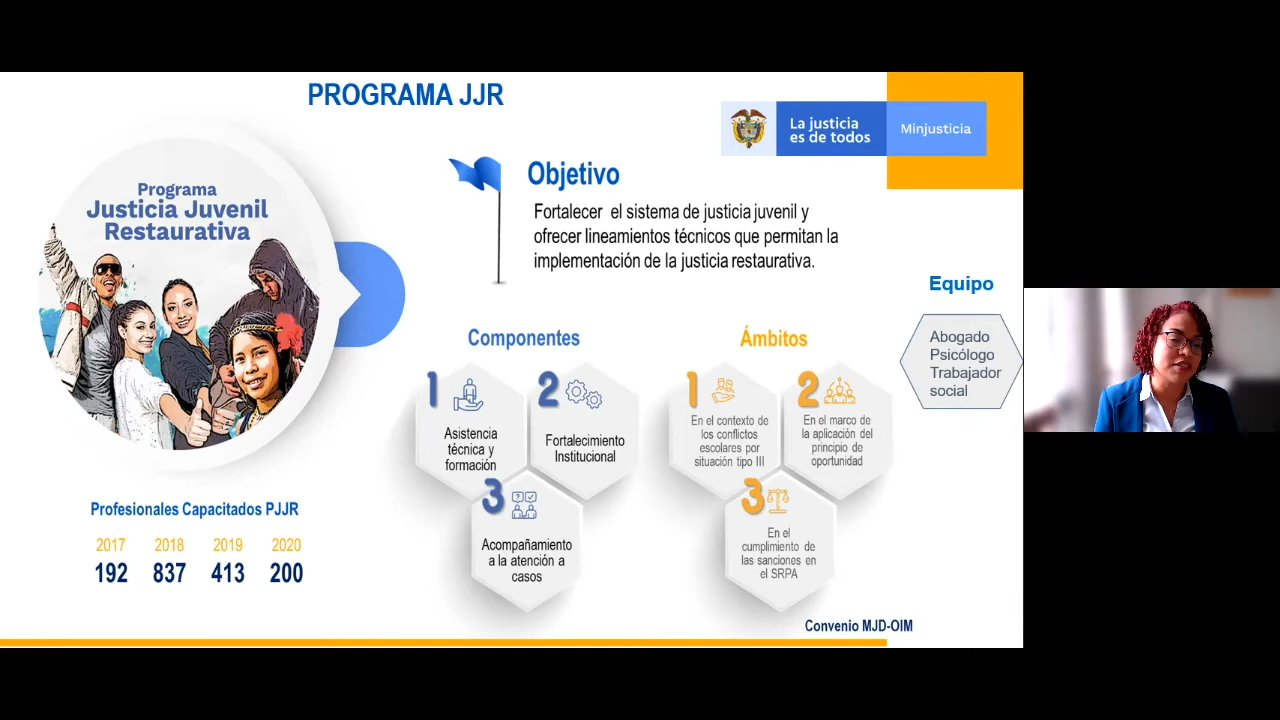 PROGRAMA JJR
La justicia
es de todos
Minjusticia
Programa
Justicia Juvenil
Restaurativa
Objetivo
Fortalecer el sistema de justicia juvenil y
ofrecer lineamientos técnicos que permitan la
implementación de la justicia restaurativa.
Equipo
Abogado
Psicólogo
Trabajador
social
Componentes
1
Asistencia
técnica y
formación
2
Fortalecimiento
Institucional
3
Acompañamiento
a la atención a
casos
Ámbitos
1
En el contexto de
los conflictos
escolares por
situación tipo III
2
En el marco de
la aplicación del
principio de
oportunidad
3
En el
cumplimiento de
las sanciones en
el SRPA
Profesionales Capacitados PJJR
2017 2018 2019 2020
192 837 413 200
Convenio MJD-OIM